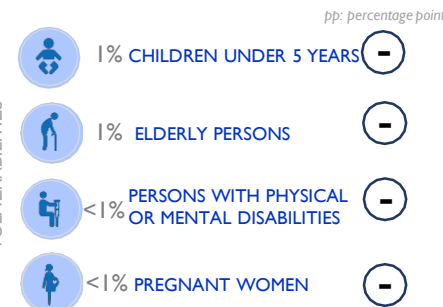 pp: percentage point
1% CHILDREN UNDER 5 YEARS -
1% ELDERLY PERSONS -
<1% PERSONS WITH PHYSICAL
OR MENTAL DISABILITIES -
<1% PREGNANT WOMEN -